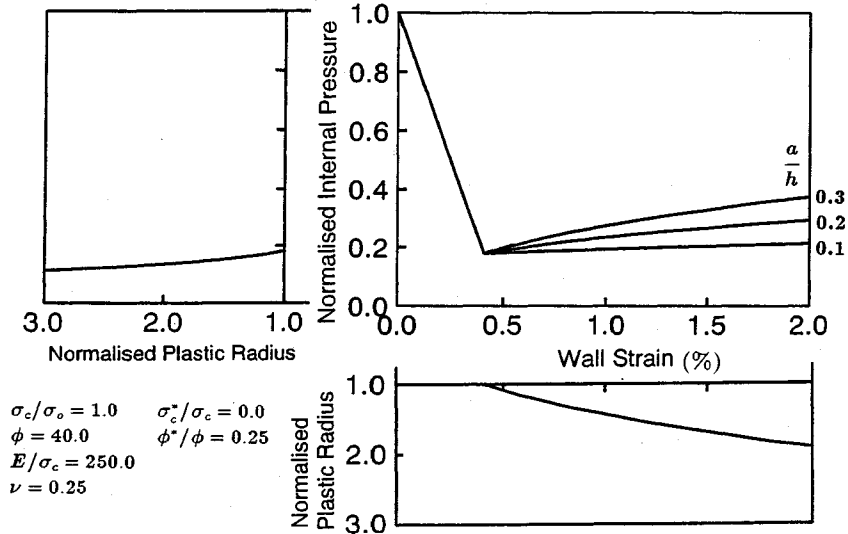 3.0 2.0 1.0
Normalised Plastic Radius
Normalised Internal Pressure
1.0
0.8
0.6
0.4
0.2
0.0
a/h
0.3
0.2
0.1
0.0 0.5 1.0 1.5 2.0
Wall Strain (%)
Normalised
Plastic Radius
1.0
2.0
3.0
σc/σo = 1.0 σc*/σc = 0.0
φ = 40.0 φ*/φ = 0.25
E/σc = 250.0
ν = 0.25